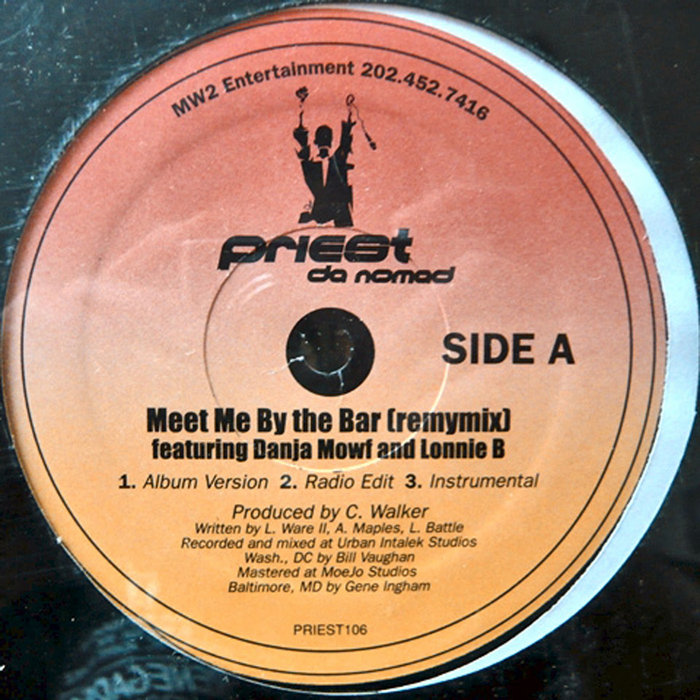 MW2 Entertainment 202.452.7416
PRIEST
da nomad
SIDE A
Meet Me By the Bar (remymix)
featuring Danja Mowf and Lonnie B
1. Album Version 2. Radio Edit 3. Instrumental
Produced by C. Walker
Written by L. Ware II, A. Maples, L. Battle
Recorded and mixed at Urban Intalek Studios
Wash., DC by Bill Vaughan
Mastered at MoeJo Studios
Baltimore, MD by Gene Ingham
PRIEST106